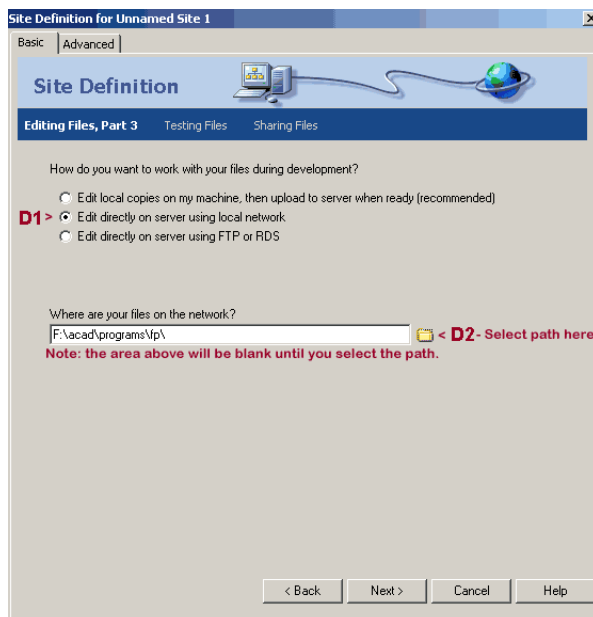 Site Definition for Unnamed Site 1
Basic Advanced
Site Definition
Editing Files, Part 3 Testing Files Sharing Files
How do you want to work with your files during development?
Edit local copies on my machine, then upload to server when ready (recommended)
D1 > Edit directly on server using local network
Edit directly on server using FTP or RDS
Where are your files on the network?
F:\acad\programs\fp\ < D2 - Select path here
Note: the area above will be blank until you select the path.
< Back Next > Cancel Help